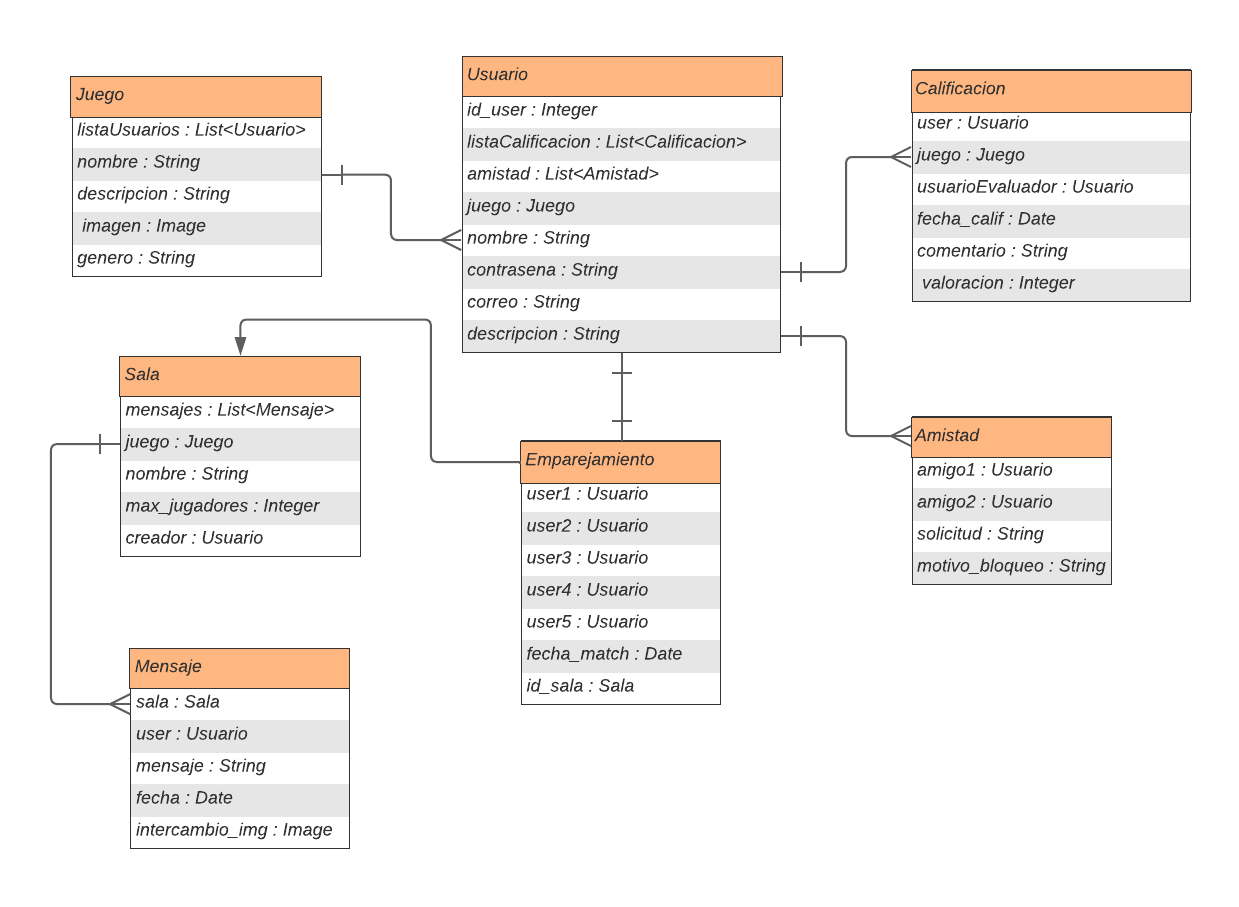 Juego
listaUsuarios : List<Usuario>
nombre : String
descripcion : String
imagen : Image
genero : String
Usuario
id_user : Integer
listaCalificacion : List<Calificacion>
amistad : List<Amistad>
juego : Juego
nombre : String
contrasena : String
correo : String
descripcion : String
Calificacion
user : Usuario
juego : Juego
usuarioEvaluador : Usuario
fecha_calif : Date
comentario : String
valoracion : Integer
Sala
mensajes : List<Mensaje>
juego : Juego
nombre : String
max_jugadores : Integer
creador : Usuario
Emparejamiento
user1 : Usuario
user2 : Usuario
user3 : Usuario
user4 : Usuario
user5 : Usuario
fecha_match : Date
id_sala : Sala
Amistad
amigo1 : Usuario
amigo2 : Usuario
solicitud : String
motivo_bloqueo : String
Mensaje
sala : Sala
user : Usuario
mensaje : String
fecha : Date
intercambio_img : Image